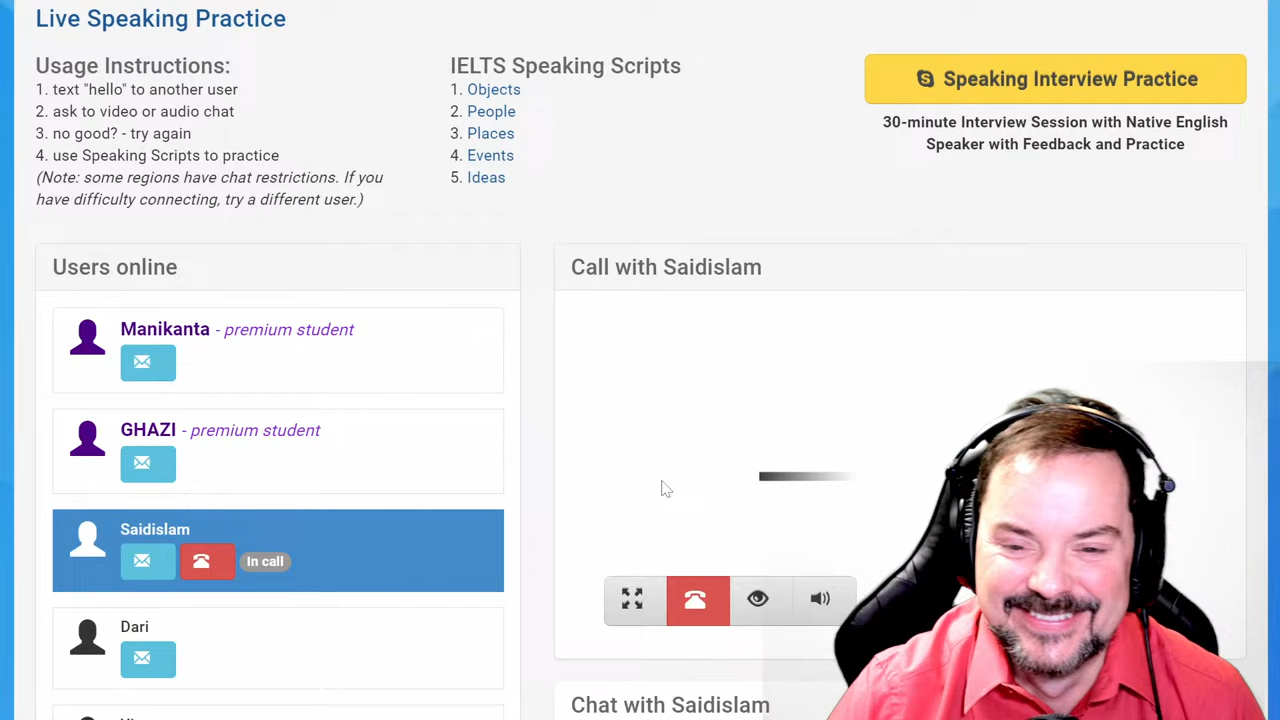 Live Speaking Practice
Usage Instructions:
1. text "hello" to another user
2. ask to video or audio chat
3. no good? - try again
4. use Speaking Scripts to practice
(Note: some regions have chat restrictions. If you
have difficulty connecting, try a different user.)
IELTS Speaking Scripts
1. Objects
2. People
3. Places
4. Events
5. Ideas
Speaking Interview Practice
30-minute Interview Session with Native English
Speaker with Feedback and Practice
Users online
Manikanta - premium student
GHAZI - premium student
Saidislam
In call
Dari
Call with Saidislam
Chat with Saidislam